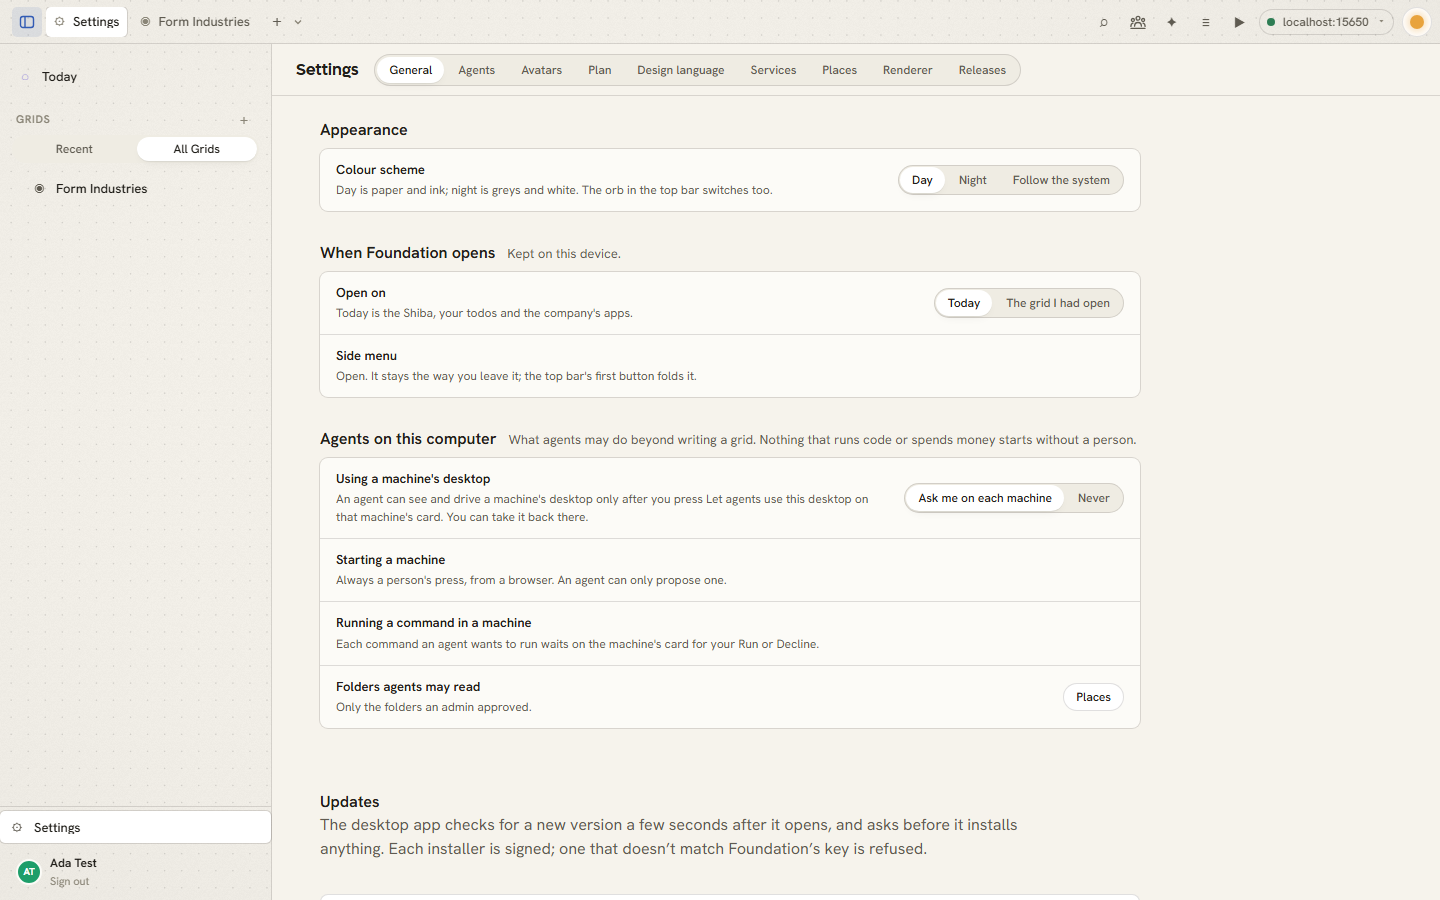 Settings
Form Industries
localhost:15650
Today
GRIDS
Recent
All Grids
Form Industries
Settings
AT
Ada Test
Sign out
Settings
General
Agents
Avatars
Plan
Design language
Services
Places
Renderer
Releases
Appearance
Colour scheme
Day is paper and ink; night is greys and white. The orb in the top bar switches too.
Day
Night
Follow the system
When Foundation opens
Kept on this device.
Open on
Today is the Shiba, your todos and the company's apps.
Today
The grid I had open
Side menu
Open. It stays the way you leave it; the top bar's first button folds it.
Agents on this computer
What agents may do beyond writing a grid. Nothing that runs code or spends money starts without a person.
Using a machine's desktop
An agent can see and drive a machine's desktop only after you press Let agents use this desktop on
that machine's card. You can take it back there.
Ask me on each machine
Never
Starting a machine
Always a person's press, from a browser. An agent can only propose one.
Running a command in a machine
Each command an agent wants to run waits on the machine's card for your Run or Decline.
Folders agents may read
Only the folders an admin approved.
Places
Updates
The desktop app checks for a new version a few seconds after it opens, and asks before it installs
anything. Each installer is signed; one that doesn’t match Foundation’s key is refused.